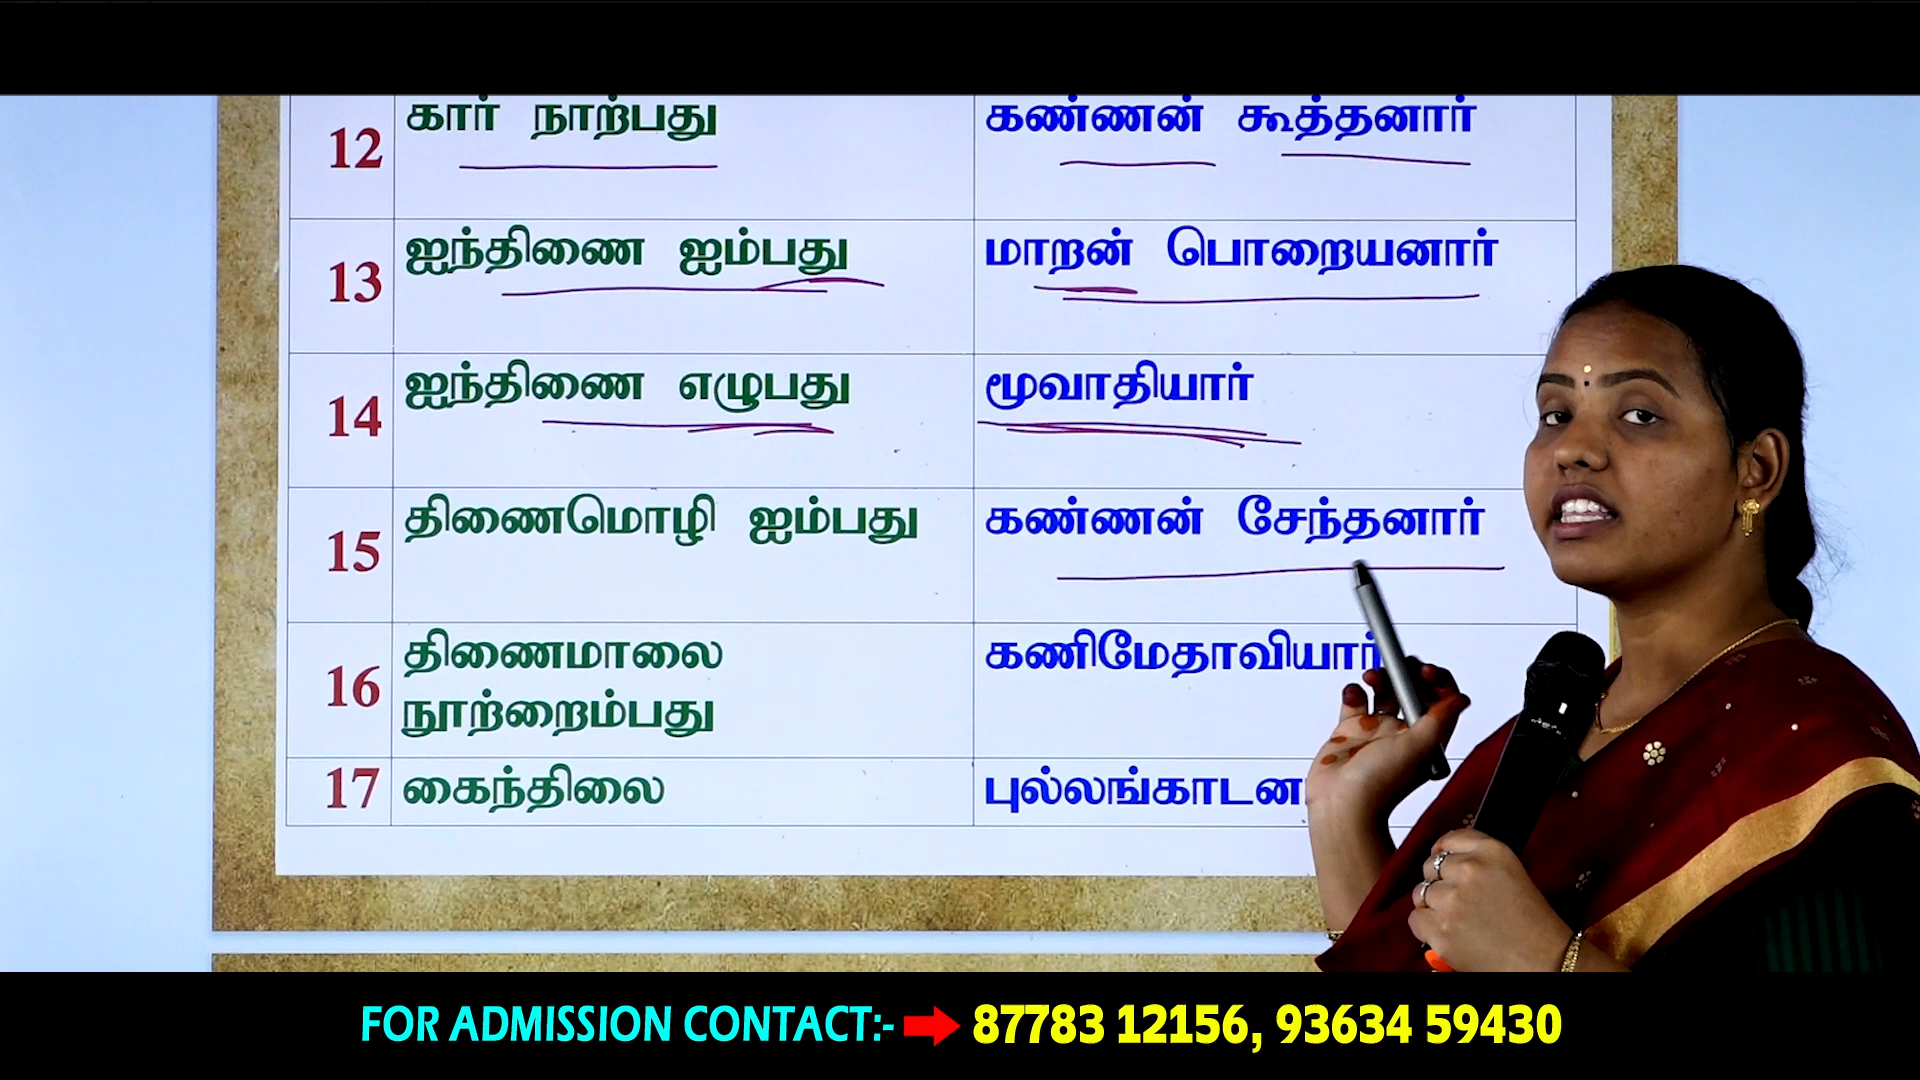 12 கார் நாற்பது கண்ணன் கூத்தனார்
13 ஐந்திணை ஐம்பது மாறன் பொறையனார்
14 ஐந்திணை எழுபது மூவாதியார்
15 திணைமொழி ஐம்பது கண்ணன் சேந்தனார்
16 திணைமாலை கணிமேதாவியார்
நூற்றைம்பது
17 கைந்நிலை
FOR ADMISSION CONTACT:- 87783 12156, 93634 59430